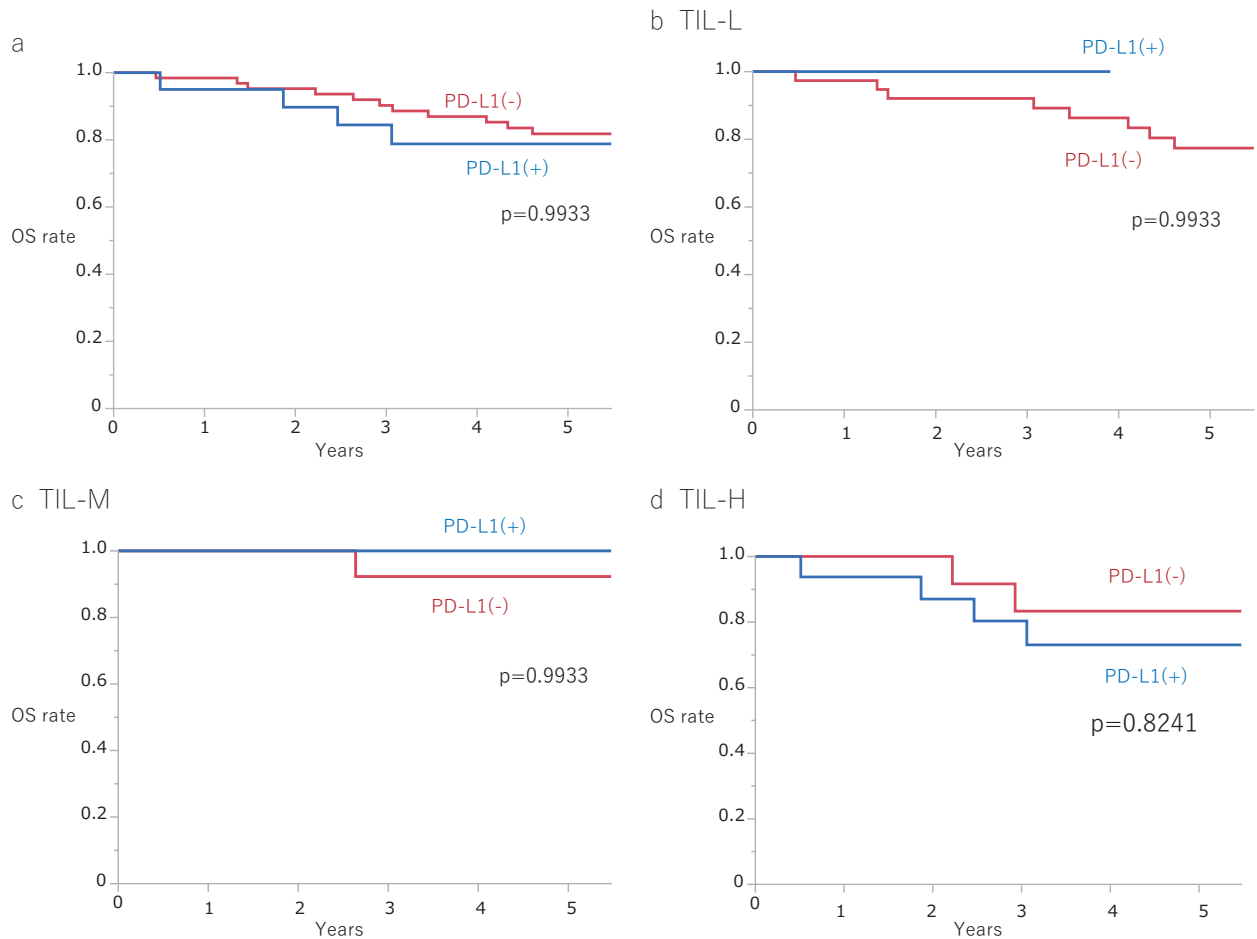 a
1.0
0.8
0.6
0.4
0.2
0
OS rate
PD-L1(-)
PD-L1(+)
p=0.9933
0 1 2 3 4 5
Years
b TIL-L
1.0
0.8
0.6
0.4
0.2
0
OS rate
PD-L1(+)
PD-L1(-)
p=0.9933
0 1 2 3 4 5
Years
c TIL-M
1.0
0.8
0.6
0.4
0.2
0
OS rate
PD-L1(+)
PD-L1(-)
p=0.9933
0 1 2 3 4 5
Years
d TIL-H
1.0
0.8
0.6
0.4
0.2
0
OS rate
PD-L1(-)
PD-L1(+)
p=0.8241
0 1 2 3 4 5
Years